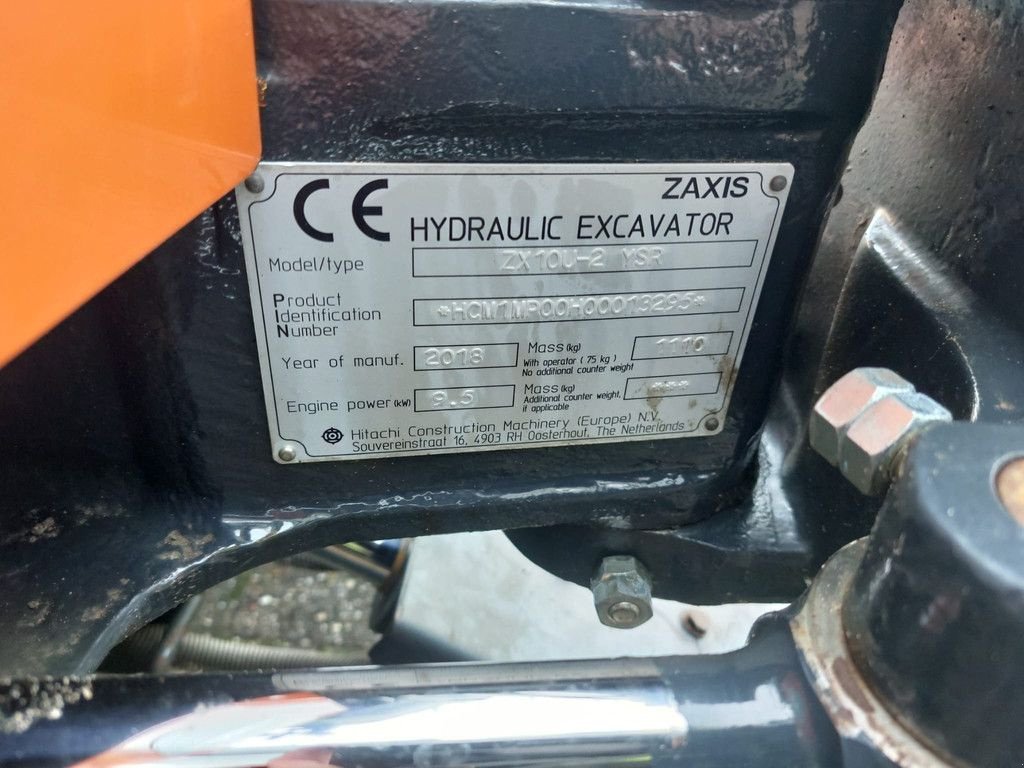 CE ZAXIS
HYDRAULIC EXCAVATOR
Model/type ZX10U-2 YSR
Product
Identification *HCM1MP00H00013295*
Number
Year of manuf. 2018 Mass (kg) 1110
With operator (75 kg)
No additional counter weight
Engine power (kW) 9.5 Mass (kg) ***
Additional counter weight,
if applicable
Hitachi Construction Machinery (Europe) N.V.
Souvereinstraat 16, 4903 RH Oosterhout, The Netherlands